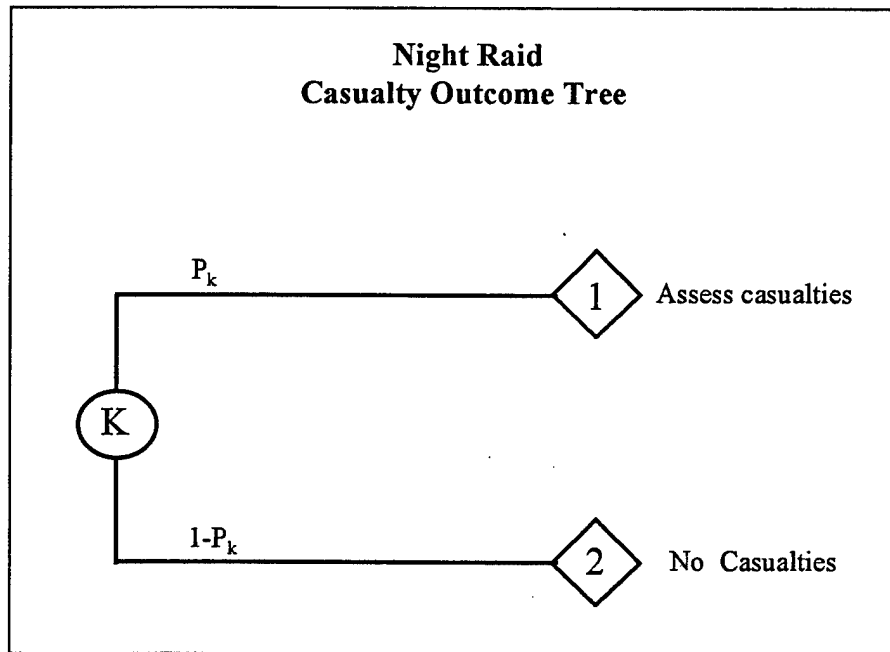 Night Raid
Casualty Outcome Tree
Pₖ
1 Assess casualties
K
1-Pₖ
2 No Casualties